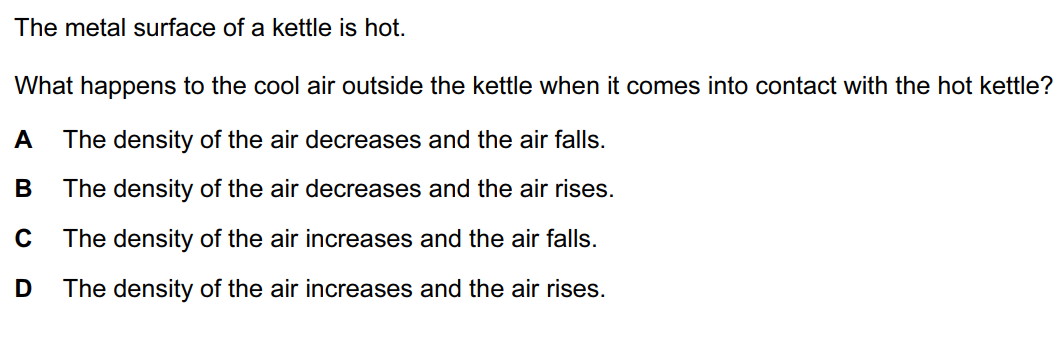 The metal surface of a kettle is hot.
What happens to the cool air outside the kettle when it comes into contact with the hot kettle?
A The density of the air decreases and the air falls.
B The density of the air decreases and the air rises.
C The density of the air increases and the air falls.
D The density of the air increases and the air rises.